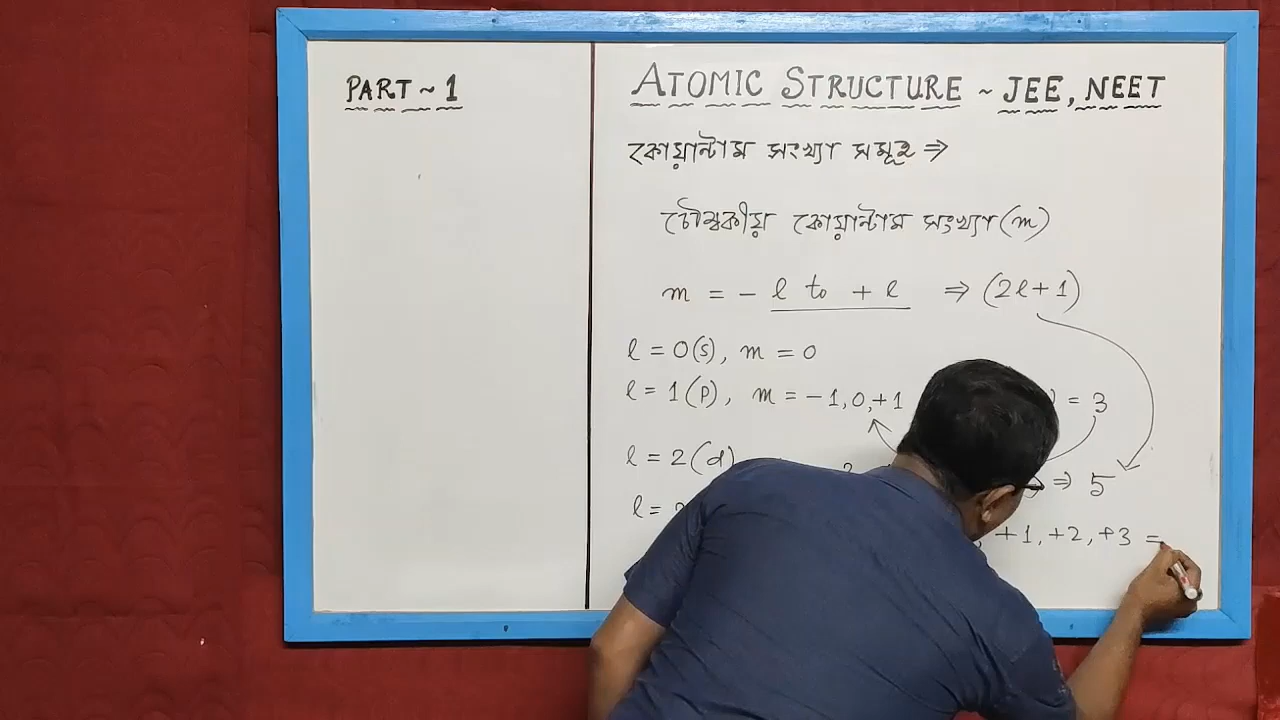 PART ~ 1
ATOMIC STRUCTURE ~ JEE, NEET
কোয়ান্টাম সংখ্যা সমূহ ⇒
চৌম্বকীয় কোয়ান্টাম সংখ্যা (m)
m = - l to + l ⇒ (2l+1)
l = 0(s), m = 0
l = 1(p), m = -1, 0, +1 ) = 3
l = 2(d) 2 ⇒ 5
l = +1, +2, +3 =